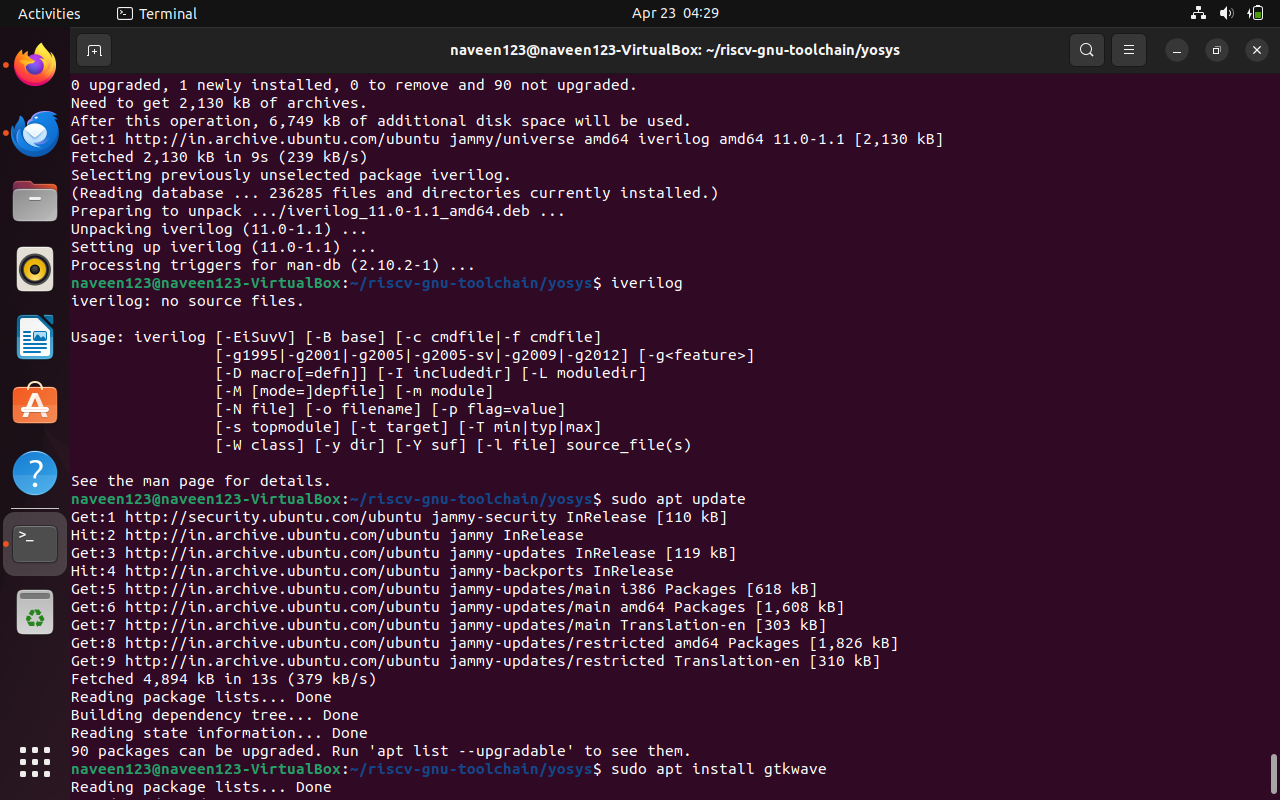 Activities
Terminal
Apr 23 04:29
naveen123@naveen123-VirtualBox: ~/riscv-gnu-toolchain/yosys
0 upgraded, 1 newly installed, 0 to remove and 90 not upgraded.
Need to get 2,130 kB of archives.
After this operation, 6,749 kB of additional disk space will be used.
Get:1 http://in.archive.ubuntu.com/ubuntu jammy/universe amd64 iverilog amd64 11.0-1.1 [2,130 kB]
Fetched 2,130 kB in 9s (239 kB/s)
Selecting previously unselected package iverilog.
(Reading database ... 236285 files and directories currently installed.)
Preparing to unpack .../iverilog_11.0-1.1_amd64.deb ...
Unpacking iverilog (11.0-1.1) ...
Setting up iverilog (11.0-1.1) ...
Processing triggers for man-db (2.10.2-1) ...
naveen123@naveen123-VirtualBox:~/riscv-gnu-toolchain/yosys$ iverilog
iverilog: no source files.
Usage: iverilog [-EiSuvV] [-B base] [-c cmdfile|-f cmdfile]
[-g1995|-g2001|-g2005|-g2005-sv|-g2009|-g2012] [-g<feature>]
[-D macro[=defn]] [-I includedir] [-L moduledir]
[-M [mode=]depfile] [-m module]
[-N file] [-o filename] [-p flag=value]
[-s topmodule] [-t target] [-T min|typ|max]
[-W class] [-y dir] [-Y suf] [-l file] source_file(s)
See the man page for details.
naveen123@naveen123-VirtualBox:~/riscv-gnu-toolchain/yosys$ sudo apt update
Get:1 http://security.ubuntu.com/ubuntu jammy-security InRelease [110 kB]
Hit:2 http://in.archive.ubuntu.com/ubuntu jammy InRelease
Get:3 http://in.archive.ubuntu.com/ubuntu jammy-updates InRelease [119 kB]
Hit:4 http://in.archive.ubuntu.com/ubuntu jammy-backports InRelease
Get:5 http://in.archive.ubuntu.com/ubuntu jammy-updates/main i386 Packages [618 kB]
Get:6 http://in.archive.ubuntu.com/ubuntu jammy-updates/main amd64 Packages [1,608 kB]
Get:7 http://in.archive.ubuntu.com/ubuntu jammy-updates/main Translation-en [303 kB]
Get:8 http://in.archive.ubuntu.com/ubuntu jammy-updates/restricted amd64 Packages [1,826 kB]
Get:9 http://in.archive.ubuntu.com/ubuntu jammy-updates/restricted Translation-en [310 kB]
Fetched 4,894 kB in 13s (379 kB/s)
Reading package lists... Done
Building dependency tree... Done
Reading state information... Done
90 packages can be upgraded. Run 'apt list --upgradable' to see them.
naveen123@naveen123-VirtualBox:~/riscv-gnu-toolchain/yosys$ sudo apt install gtkwave
Reading package lists... Done